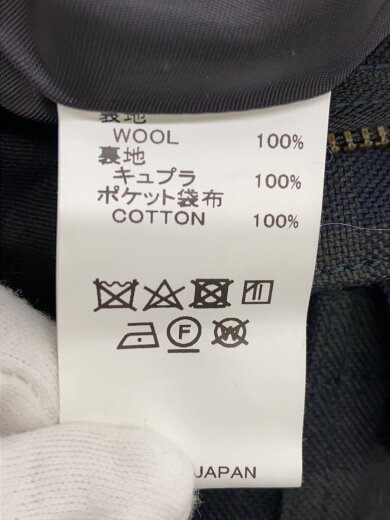 表地
WOOL 100%
裏地
キュプラ 100%
ポケット袋布
COTTON 100%
F
W
JAPAN